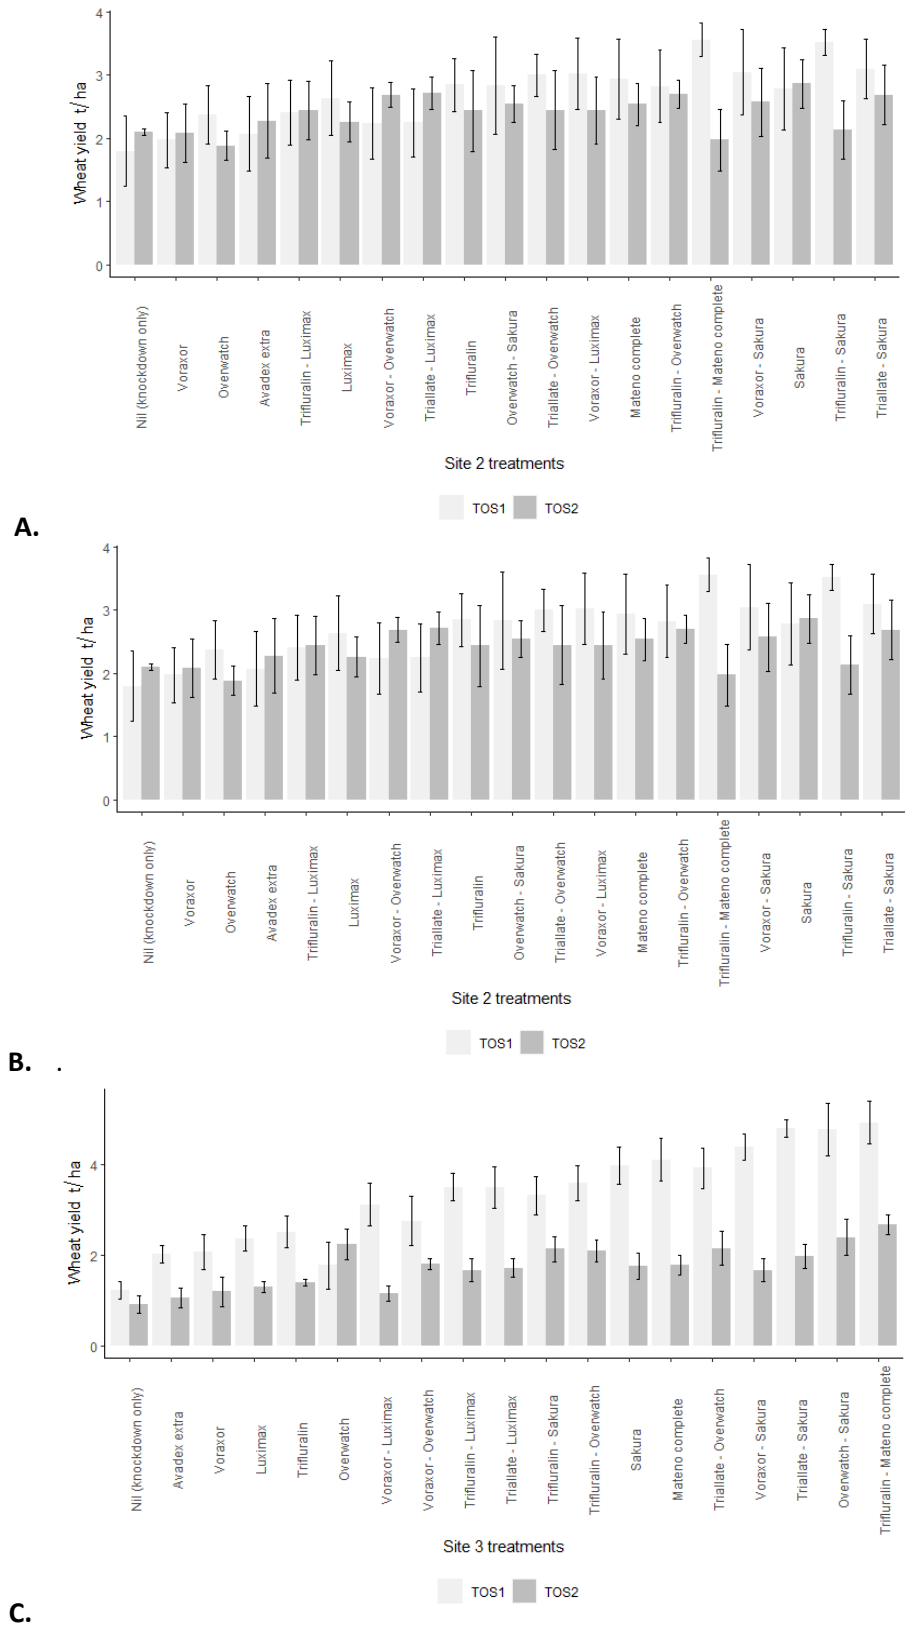 4
3
2
1
0
Wheat yield t/ha
Nil (knockdown only)
Voraxor
Overwatch
Avadex extra
Trifluralin - Luximax
Luximax
Voraxor - Overwatch
Triallate - Luximax
Trifluralin
Overwatch - Sakura
Triallate - Overwatch
Voraxor - Luximax
Mateno complete
Trifluralin - Overwatch
Trifluralin - Mateno complete
Voraxor - Sakura
Sakura
Trifluralin - Sakura
Triallate - Sakura
Site 2 treatments
TOS1 TOS2
A.
4
3
2
1
0
Wheat yield t/ha
Nil (knockdown only)
Voraxor
Overwatch
Avadex extra
Trifluralin - Luximax
Luximax
Voraxor - Overwatch
Triallate - Luximax
Trifluralin
Overwatch - Sakura
Triallate - Overwatch
Voraxor - Luximax
Mateno complete
Trifluralin - Overwatch
Trifluralin - Mateno complete
Voraxor - Sakura
Sakura
Trifluralin - Sakura
Triallate - Sakura
Site 2 treatments
TOS1 TOS2
B. .
4
2
0
Wheat yield t/ha
Nil (knockdown only)
Avadex extra
Voraxor
Luximax
Trifluralin
Overwatch
Voraxor - Luximax
Voraxor - Overwatch
Trifluralin - Luximax
Triallate - Luximax
Trifluralin - Sakura
Trifluralin - Overwatch
Sakura
Mateno complete
Triallate - Overwatch
Voraxor - Sakura
Triallate - Sakura
Overwatch - Sakura
Trifluralin - Mateno complete
Site 3 treatments
TOS1 TOS2
C.